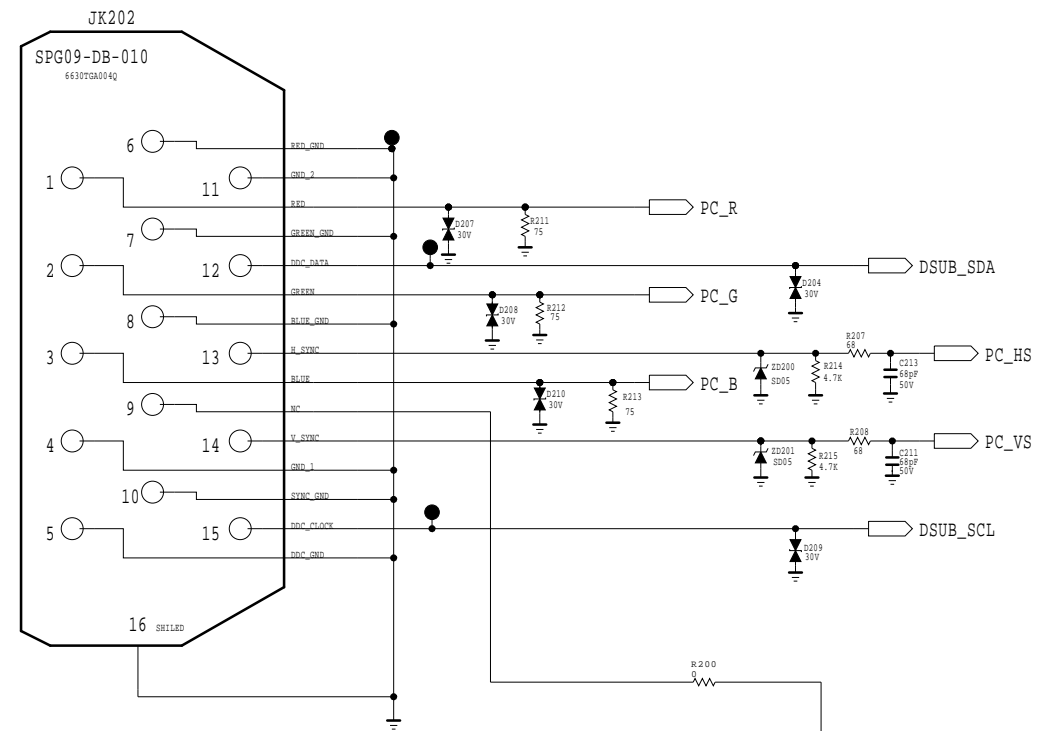 JK202
SPG09-DB-010
6630TGA004Q
6
RED_GND
1
11
GND_2
RED
D207
30V
R211
75
PC_R
7
GREEN_GND
2
12
DDC_DATA
D204
30V
DSUB_SDA
GREEN
D208
30V
R212
75
PC_G
8
BLUE_GND
3
13
H_SYNC
ZD200
SD05
R214
4.7K
R207
68
C213
68pF
50V
PC_HS
BLUE
D210
30V
R213
75
PC_B
9
NC
4
14
V_SYNC
ZD201
SD05
R215
4.7K
R208
68
C211
68pF
50V
PC_VS
GND_1
10
SYNC_GND
5
15
DDC_CLOCK
D209
30V
DSUB_SCL
DDC_GND
16 SHILED
R200
0